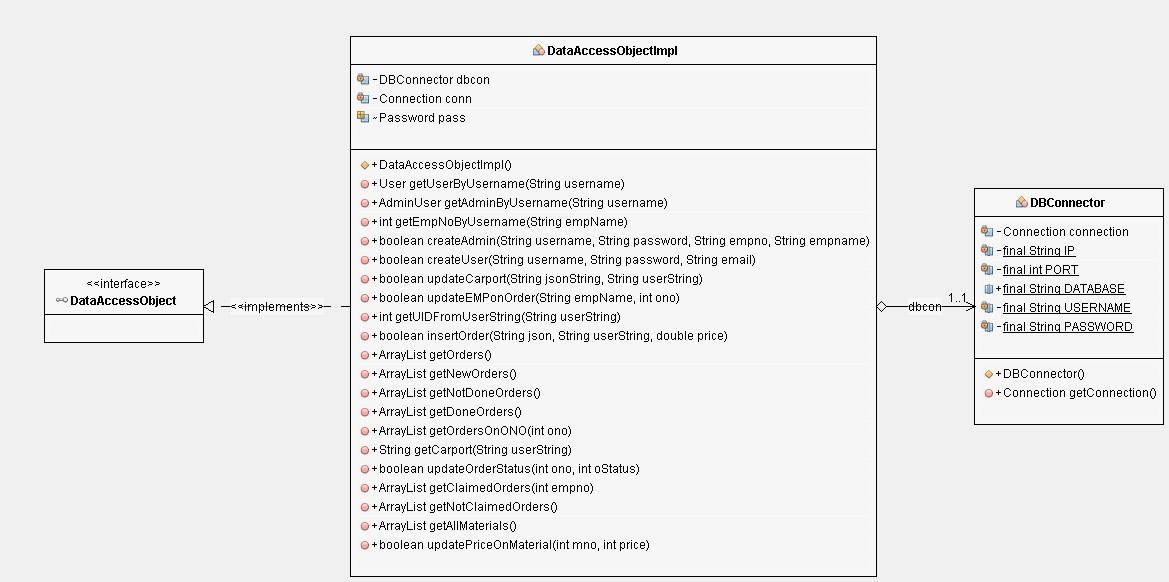 <<interface>>
DataAccessObject
<<implements>>
DataAccessObjectImpl
-DBConnector dbcon
-Connection conn
~Password pass
+DataAccessObjectImpl()
+User getUserByUsername(String username)
+AdminUser getAdminByUsername(String username)
+int getEmpNoByUsername(String empName)
+boolean createAdmin(String username, String password, String empno, String empname)
+boolean createUser(String username, String password, String email)
+boolean updateCarport(String jsonString, String userString)
+boolean updateEMPonOrder(String empName, int ono)
+int getUIDFromUserString(String userString)
+boolean insertOrder(String json, String userString, double price)
+ArrayList getOrders()
+ArrayList getNewOrders()
+ArrayList getNotDoneOrders()
+ArrayList getDoneOrders()
+ArrayList getOrdersOnONO(int ono)
+String getCarport(String userString)
+boolean updateOrderStatus(int ono, int oStatus)
+ArrayList getClaimedOrders(int empno)
+ArrayList getNotClaimedOrders()
+ArrayList getAllMaterials()
+boolean updatePriceOnMaterial(int mno, int price)
dbcon
1..1
DBConnector
-Connection connection
-final String IP
-final int PORT
+final String DATABASE
-final String USERNAME
-final String PASSWORD
+DBConnector()
+Connection getConnection()